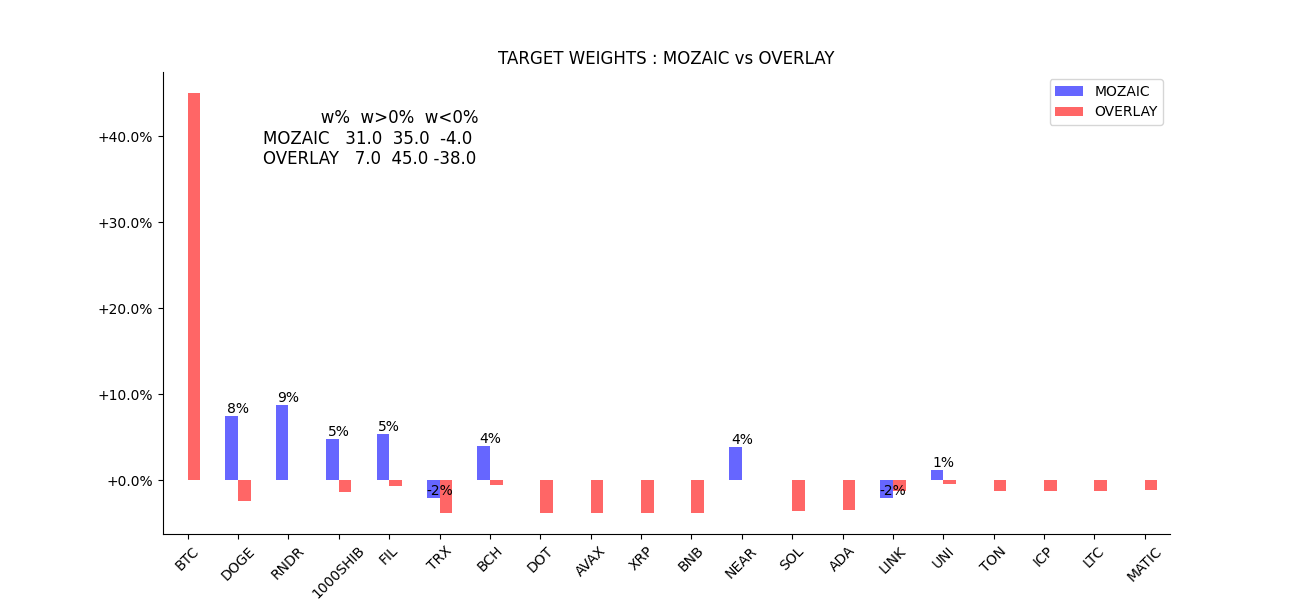 TARGET WEIGHTS : MOZAIC vs OVERLAY
MOZAIC
OVERLAY
w% w>0% w<0%
MOZAIC 31.0 35.0 -4.0
OVERLAY 7.0 45.0 -38.0
+40.0%
+30.0%
+20.0%
+10.0%
+0.0%
8%
9%
5%
5%
-2%
4%
4%
-2%
1%
BTC
DOGE
RNDR
1000SHIB
FIL
TRX
BCH
DOT
AVAX
XRP
BNB
NEAR
SOL
ADA
LINK
UNI
TON
ICP
LTC
MATIC